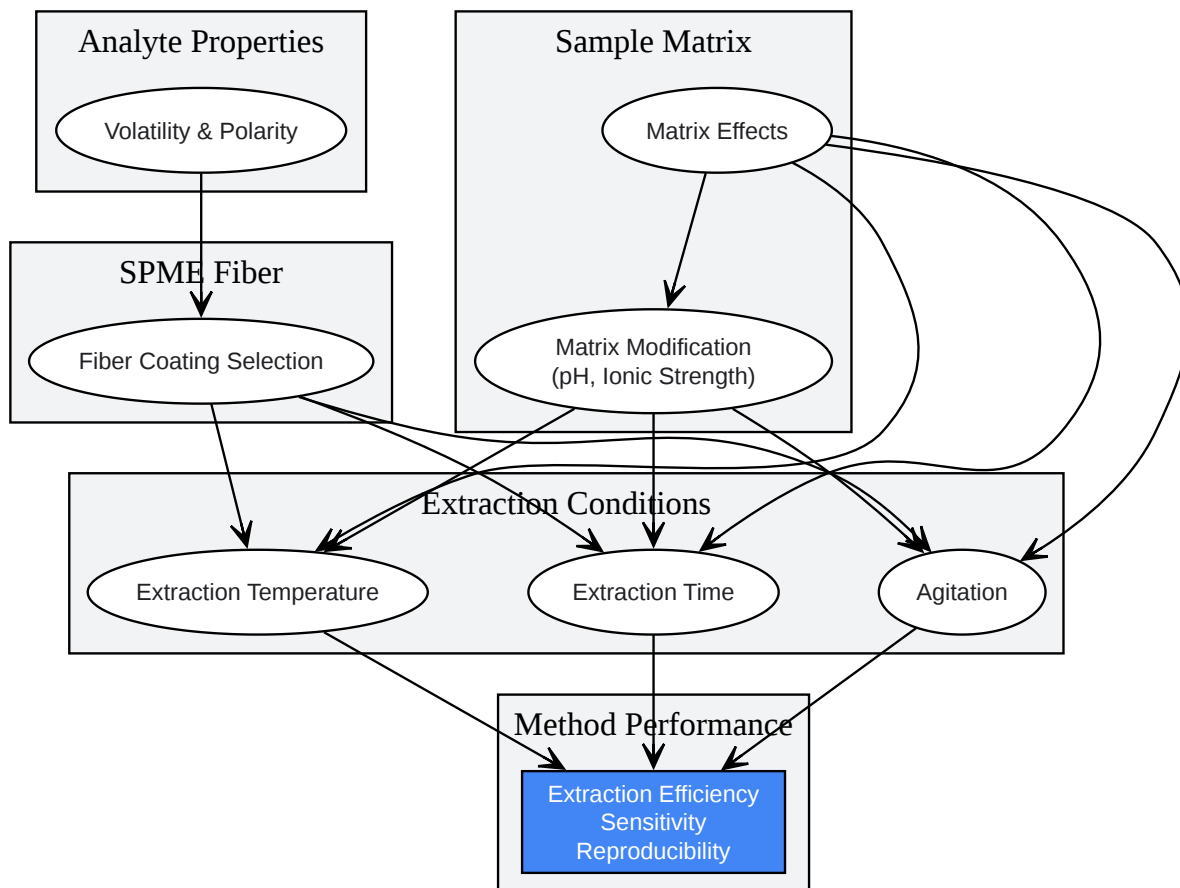 Analyte Properties
Volatility & Polarity
Sample Matrix
Matrix Effects
SPME Fiber
Fiber Coating Selection
Matrix Modification
(pH, Ionic Strength)
Extraction Conditions
Extraction Temperature
Extraction Time
Agitation
Method Performance
Extraction Efficiency
Sensitivity
Reproducibility